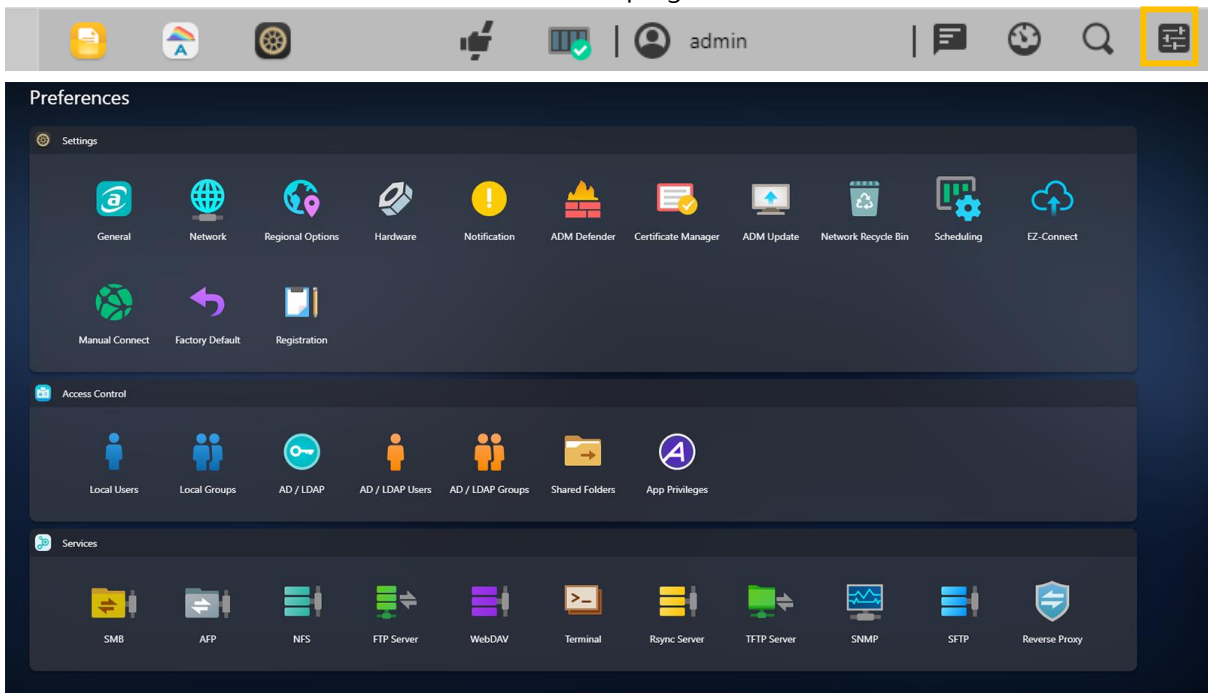 admin
Preferences
Settings
General Network Regional Options Hardware Notification ADM Defender Certificate Manager ADM Update Network Recycle Bin Scheduling EZ-Connect
Manual Connect Factory Default Registration
Access Control
Local Users Local Groups AD / LDAP AD / LDAP Users AD / LDAP Groups Shared Folders App Privileges
Services
SMB AFP NFS FTP Server WebDAV Terminal Rsync Server TFTP Server SNMP SFTP Reverse Proxy